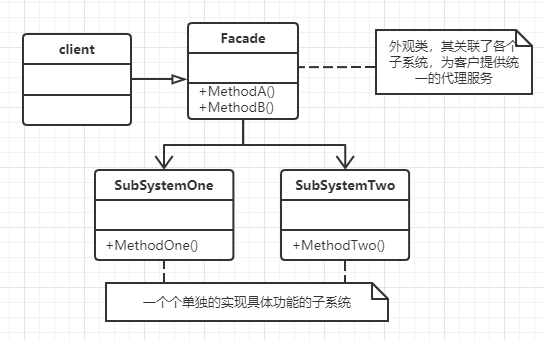 client
Facade
+MethodA()
+MethodB()
外观类，其关联了各个
子系统，为客户提供统
一的代理服务
SubSystemOne
+MethodOne()
SubSystemTwo
+MethodTwo()
一个个单独的实现具体功能的子系统